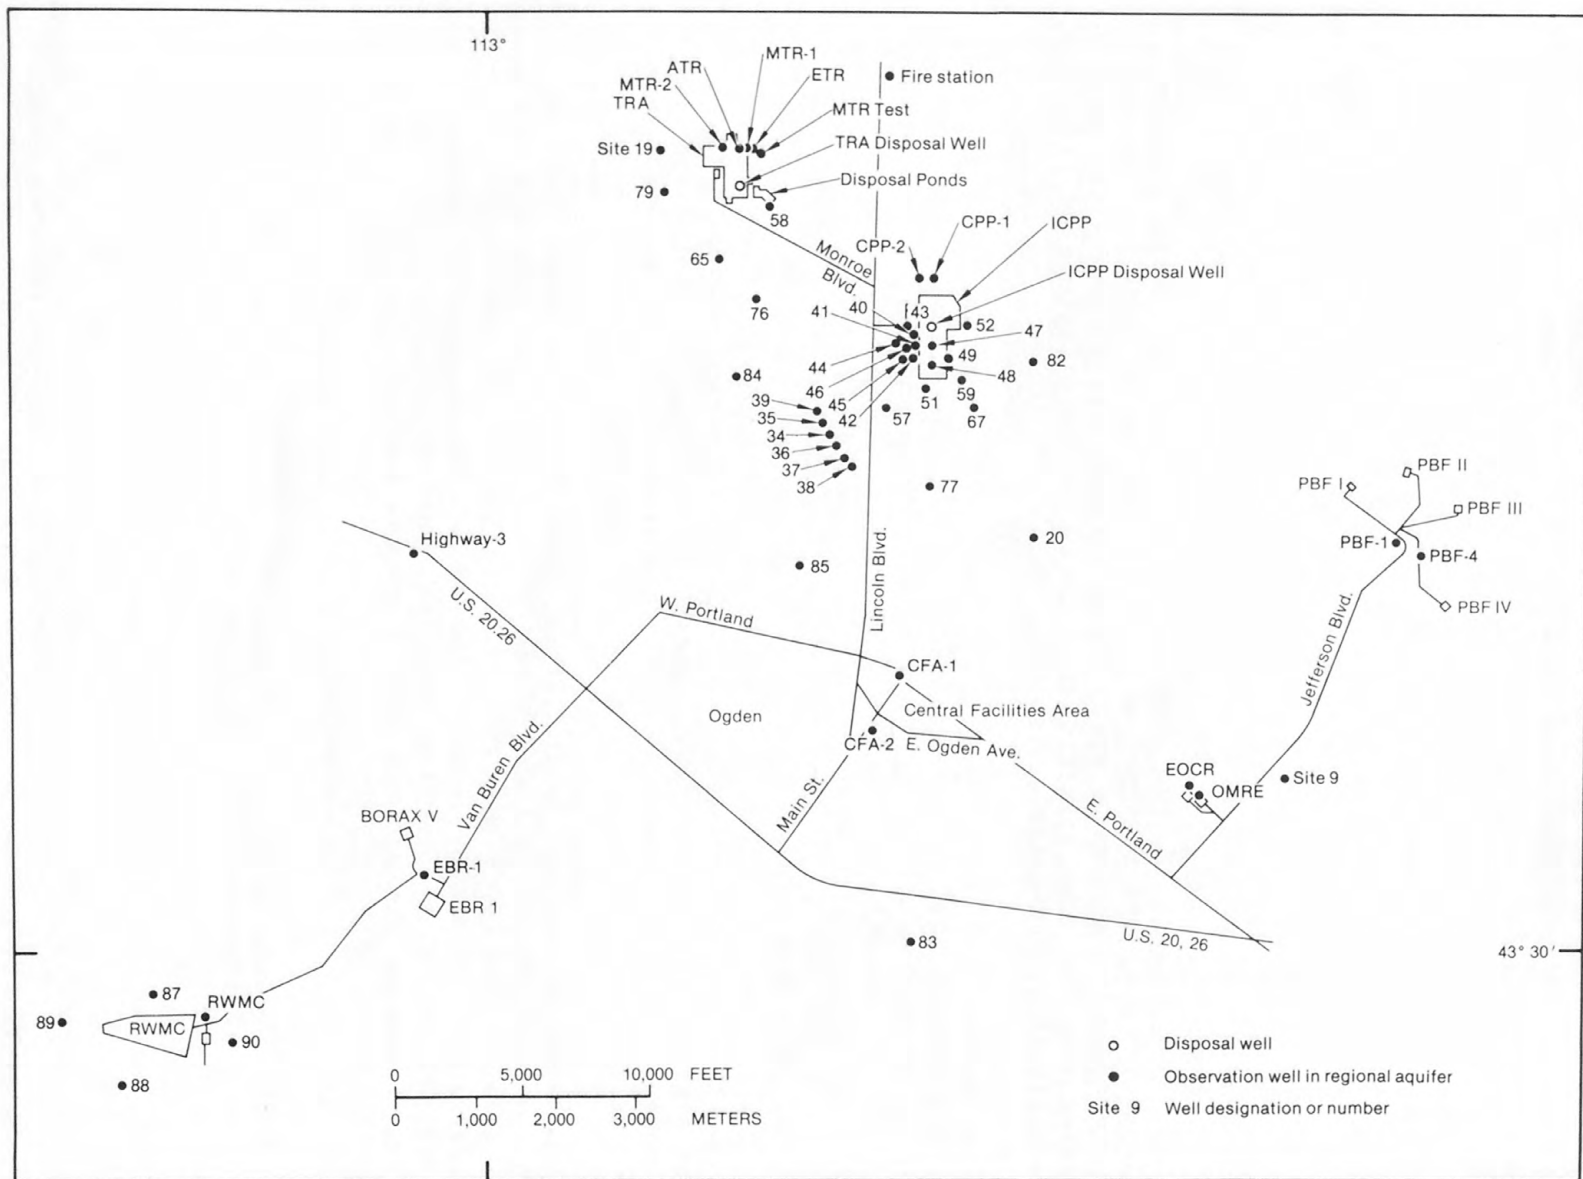 113°
MTR-1
ATR
ETR
MTR-2
Fire station
TRA
MTR Test
Site 19
TRA Disposal Well
79
Disposal Ponds
58
CPP-1
ICPP
CPP-2
65
Monroe
Blvd.
ICPP Disposal Well
76
40
43
41
52
47
44
49
82
84
46
48
39
45
59
51
35
42
57
67
34
36
37
38
77
PBF II
PBF I
PBF III
Highway-3
20
PBF-1
PBF-4
85
Lincoln Blvd.
U.S. 20.26
W. Portland
PBF IV
Jefferson Blvd.
CFA-1
Ogden
Central Facilities Area
CFA-2
E. Ogden Ave.
Van Buren Blvd.
Main St.
EOCR
Site 9
OMRE
BORAX V
E. Portland
EBR-1
EBR 1
U.S. 20, 26
83
43° 30′
87
RWMC
89
RWMC
90
88
0 5,000 10,000 FEET
0 1,000 2,000 3,000 METERS
Disposal well
Observation well in regional aquifer
Site 9 Well designation or number